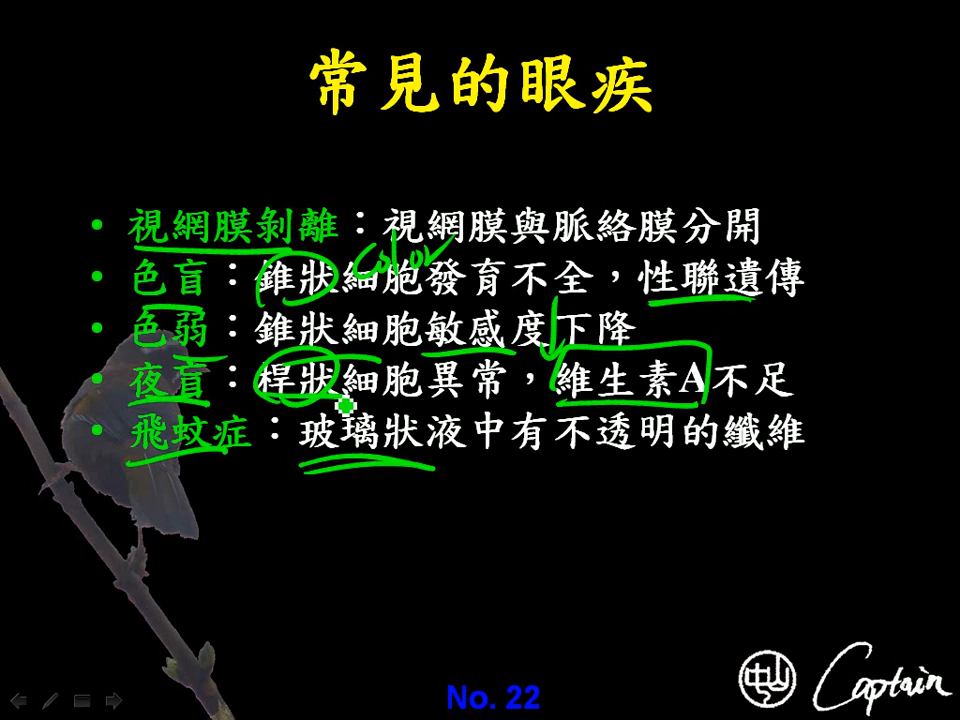 常見的眼疾
• 視網膜剝離：視網膜與脈絡膜分開
color
• 色盲：錐狀細胞發育不全，性聯遺傳
• 色弱：錐狀細胞敏感度下降
• 夜盲：桿狀細胞異常，維生素A不足
• 飛蚊症：玻璃狀液中有不透明的纖維
Captain
No. 22